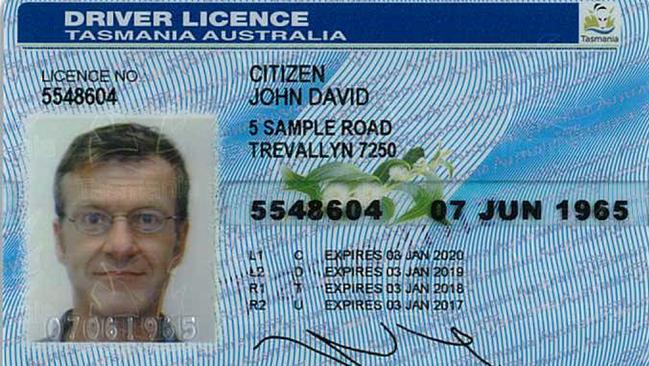 DRIVER LICENCE
TASMANIA AUSTRALIA
Tasmania
LICENCE NO
5548604
CITIZEN
JOHN DAVID
5 SAMPLE ROAD
TREVALLYN 7250
5548604 07 JUN 1965
L1 C EXPIRES 03 JAN 2020
L2 D EXPIRES 03 JAN 2019
R1 T EXPIRES 03 JAN 2018
R2 U EXPIRES 03 JAN 2017
07061965